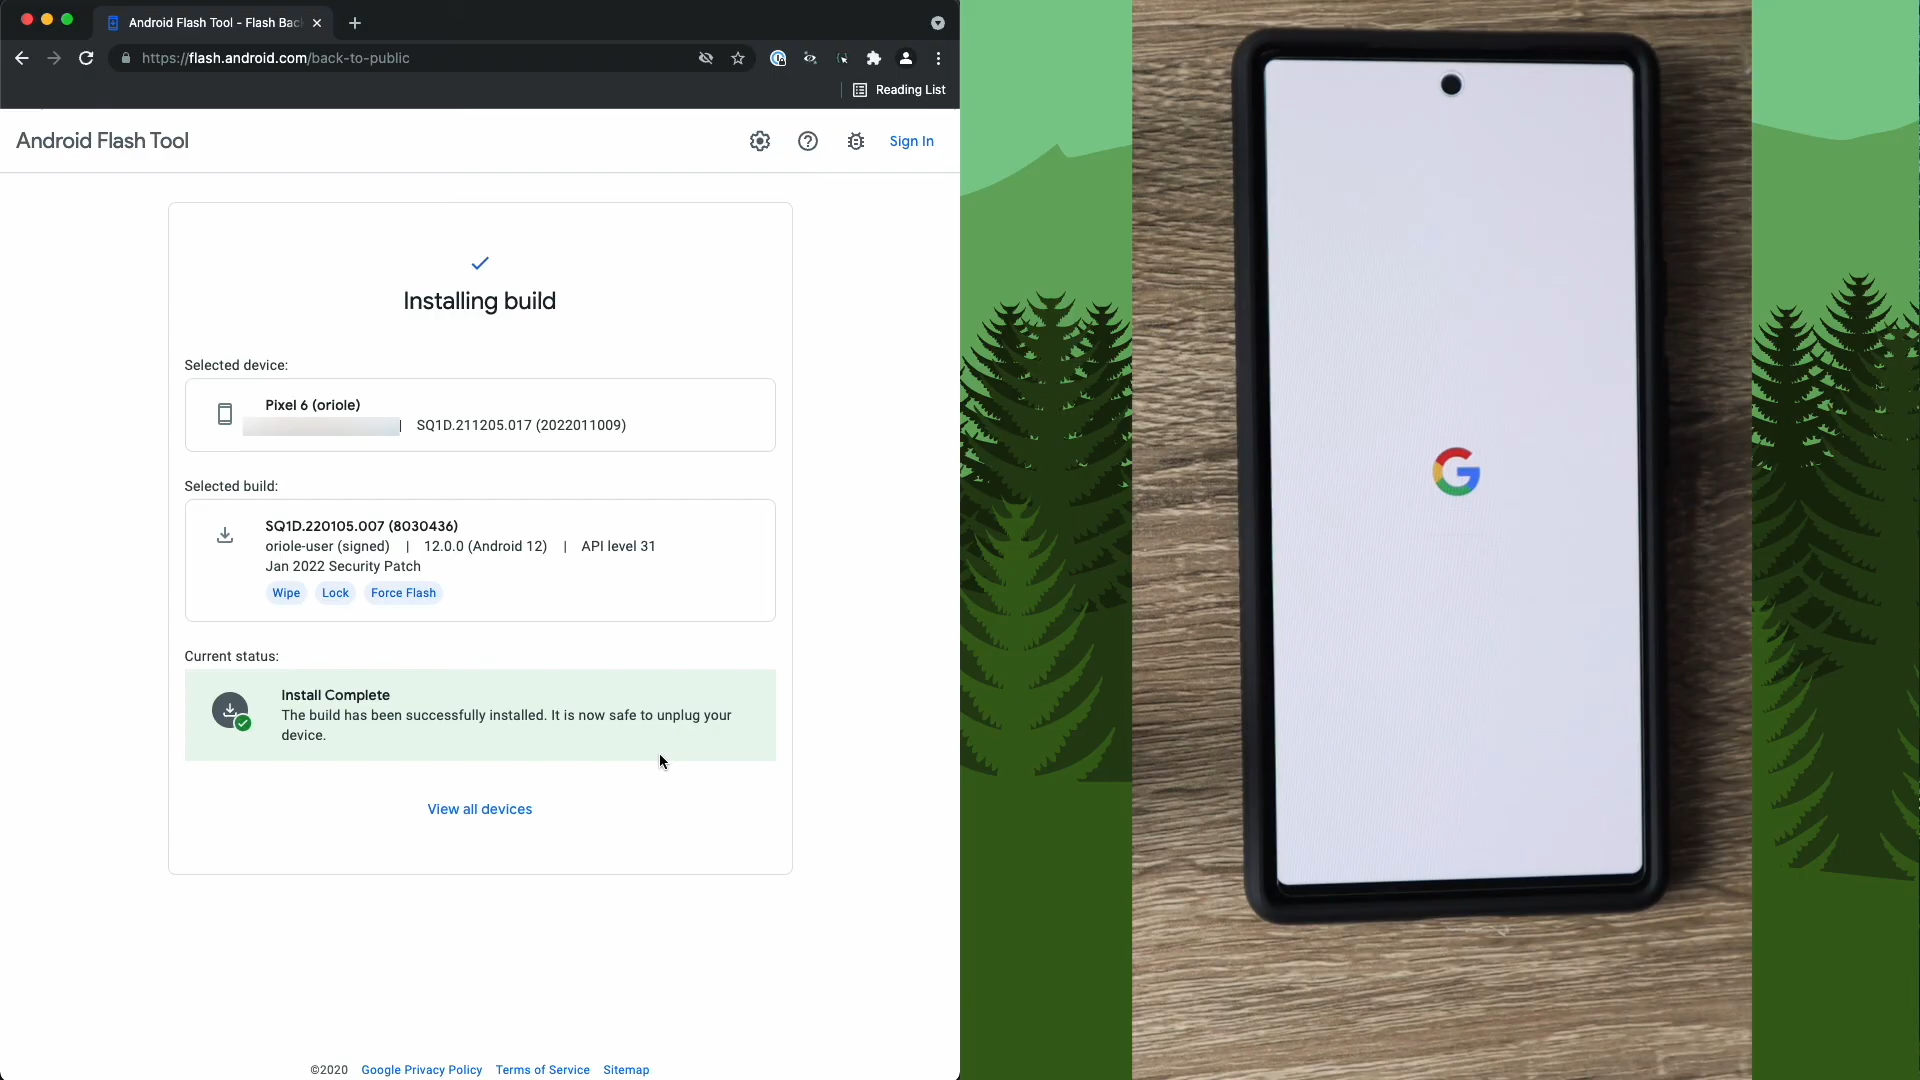 Android Flash Tool - Flash Bac
https://flash.android.com/back-to-public
Reading List
Android Flash Tool
Sign In
Installing build
Selected device:
Pixel 6 (oriole)
| SQ1D.211205.017 (2022011009)
Selected build:
SQ1D.220105.007 (8030436)
oriole-user (signed) | 12.0.0 (Android 12) | API level 31
Jan 2022 Security Patch
Wipe Lock Force Flash
Current status:
Install Complete
The build has been successfully installed. It is now safe to unplug your
device.
View all devices
©2020 Google Privacy Policy Terms of Service Sitemap
G